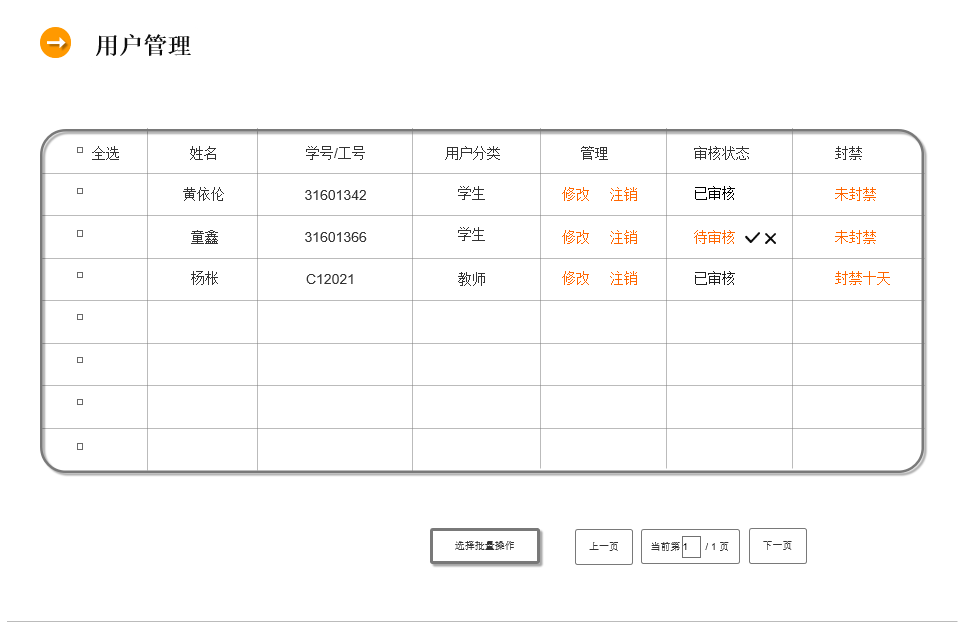 用户管理
全选 姓名 学号/工号 用户分类 管理 审核状态 封禁
黄依伦 31601342 学生 修改 注销 已审核 未封禁
童鑫 31601366 学生 修改 注销 待审核 未封禁
杨枨 C12021 教师 修改 注销 已审核 封禁十天
选择批量操作 上一页 当前第 1 / 1 页 下一页